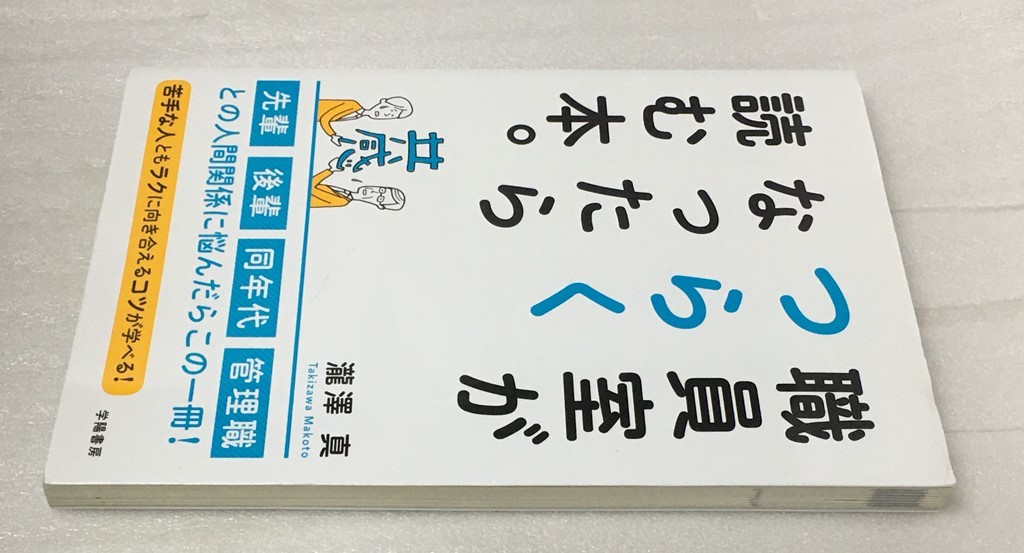 職員室が
つらく
なったら
読む本。
共感
瀧澤 真
Takizawa Makoto
先輩 後輩 同年代 管理職
との人間関係に悩んだらこの一冊！
苦手な人ともラクに向き合えるコツが学べる！
学陽書房